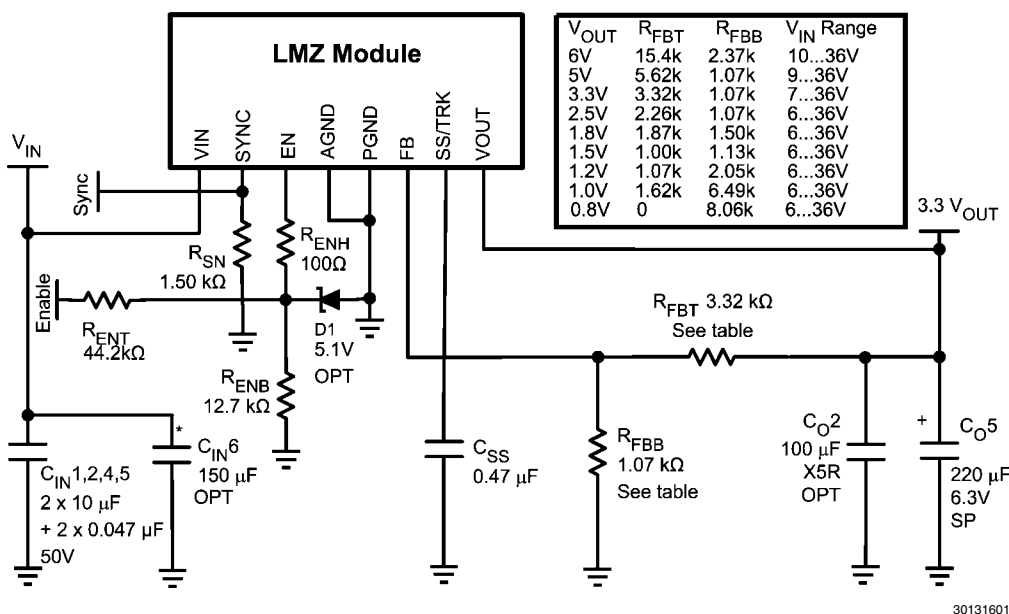 LMZ Module
VIN
SYNC
EN
AGND
PGND
FB
SS/TRK
VOUT
VOUT RFBT RFBB VIN Range
6V 15.4k 2.37k 10...36V
5V 5.62k 1.07k 9...36V
3.3V 3.32k 1.07k 7...36V
2.5V 2.26k 1.07k 6...36V
1.8V 1.87k 1.50k 6...36V
1.5V 1.00k 1.13k 6...36V
1.2V 1.07k 2.05k 6...36V
1.0V 1.62k 6.49k 6...36V
0.8V 0 8.06k 6...36V
VIN
Sync
3.3 VOUT
RSN
1.50 kΩ
RENH
100Ω
Enable
RENT
44.2kΩ
D1
5.1V
OPT
RENB
12.7 kΩ
RFBT 3.32 kΩ
See table
CIN1,2,4,5
2 x 10 µF
+ 2 x 0.047 µF
50V
*
CIN6
150 µF
OPT
CSS
0.47 µF
RFBB
1.07 kΩ
See table
CO2
100 µF
X5R
OPT
+
CO5
220 µF
6.3V
SP
30131601